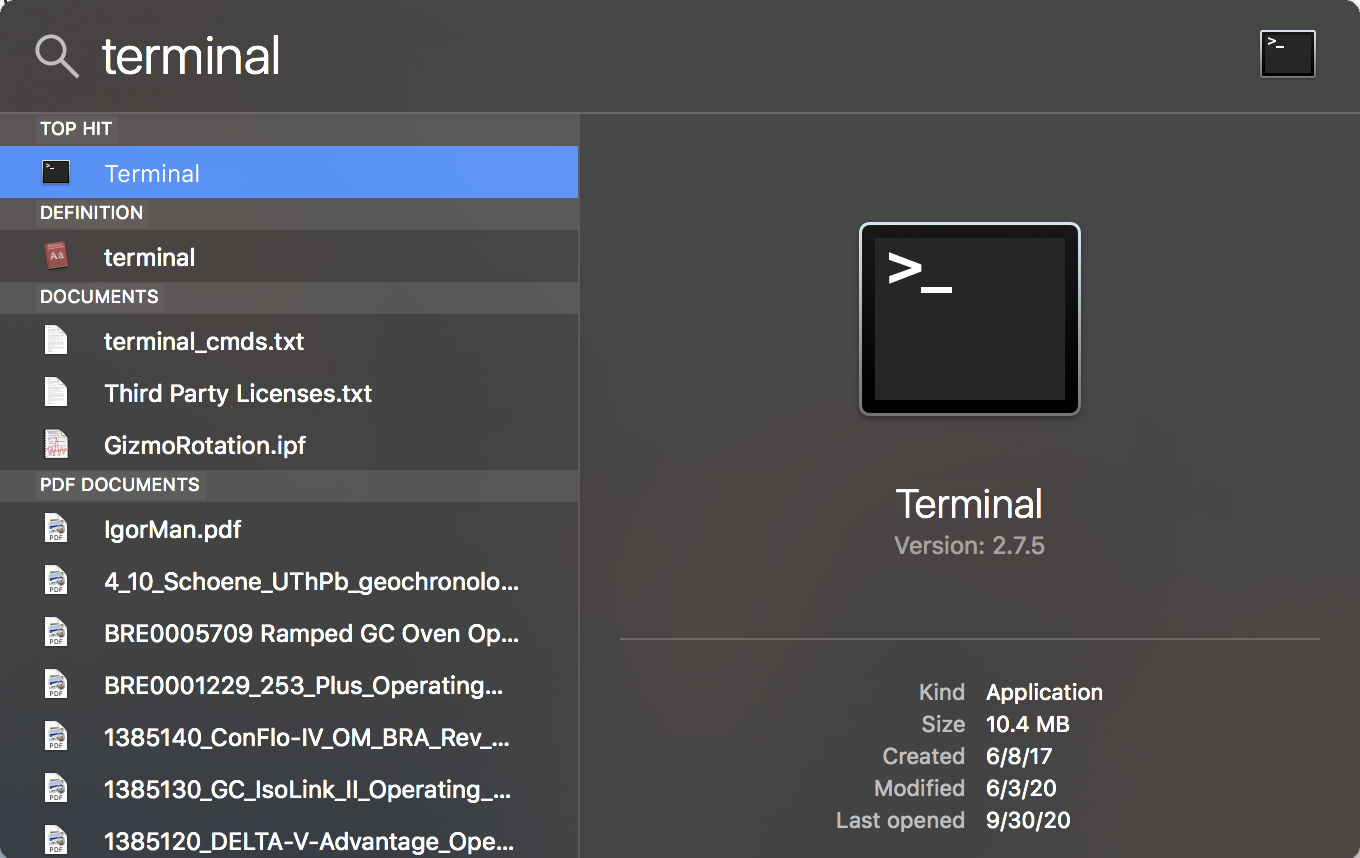 terminal
TOP HIT
Terminal
DEFINITION
terminal
DOCUMENTS
terminal_cmds.txt
Third Party Licenses.txt
GizmoRotation.ipf
PDF DOCUMENTS
IgorMan.pdf
4_10_Schoene_UThPb_geochronolo...
BRE0005709 Ramped GC Oven Op...
BRE0001229_253_Plus_Operating...
1385140_ConFlo-IV_OM_BRA_Rev_...
1385130_GC_IsoLink_II_Operating_...
1385120_DELTA-V-Advantage_Ope...
>_
Terminal
Version: 2.7.5
Kind Application
Size 10.4 MB
Created 6/8/17
Modified 6/3/20
Last opened 9/30/20